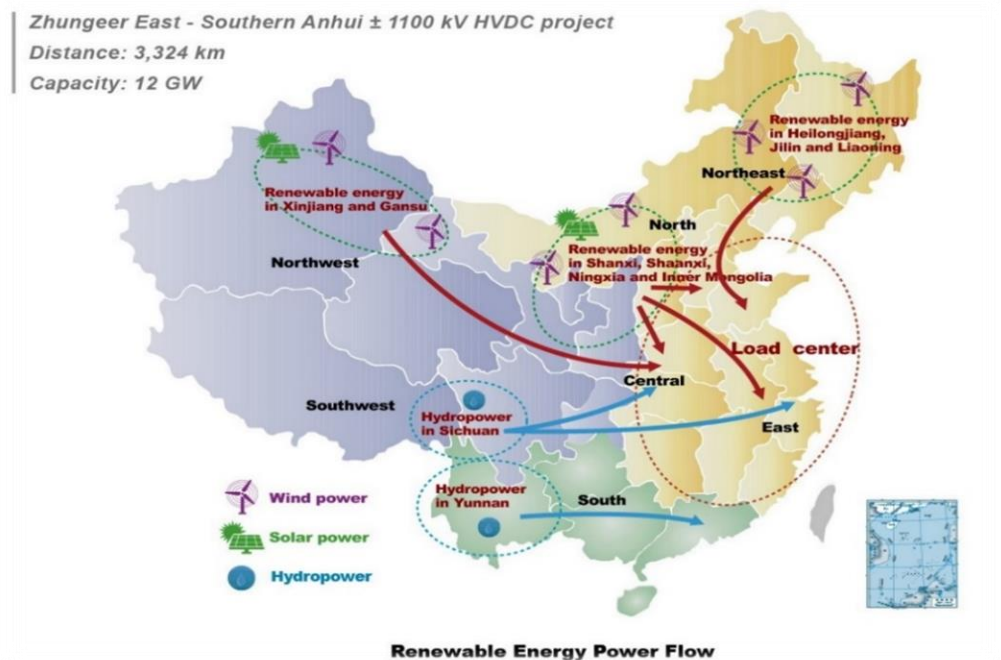 Zhungeer East - Southern Anhui ± 1100 kV HVDC project
Distance: 3,324 km
Capacity: 12 GW
Renewable energy
in Heilongjiang,
Jilin and Liaoning
Northeast
Renewable energy
in Xinjiang and Gansu
North
Renewable energy
in Shanxi, Shaanxi,
Ningxia and Inner Mongolia
Northwest
Load center
Central
Southwest
Hydropower
in Sichuan
East
Hydropower
in Yunnan
South
Wind power
Solar power
Hydropower
Renewable Energy Power Flow